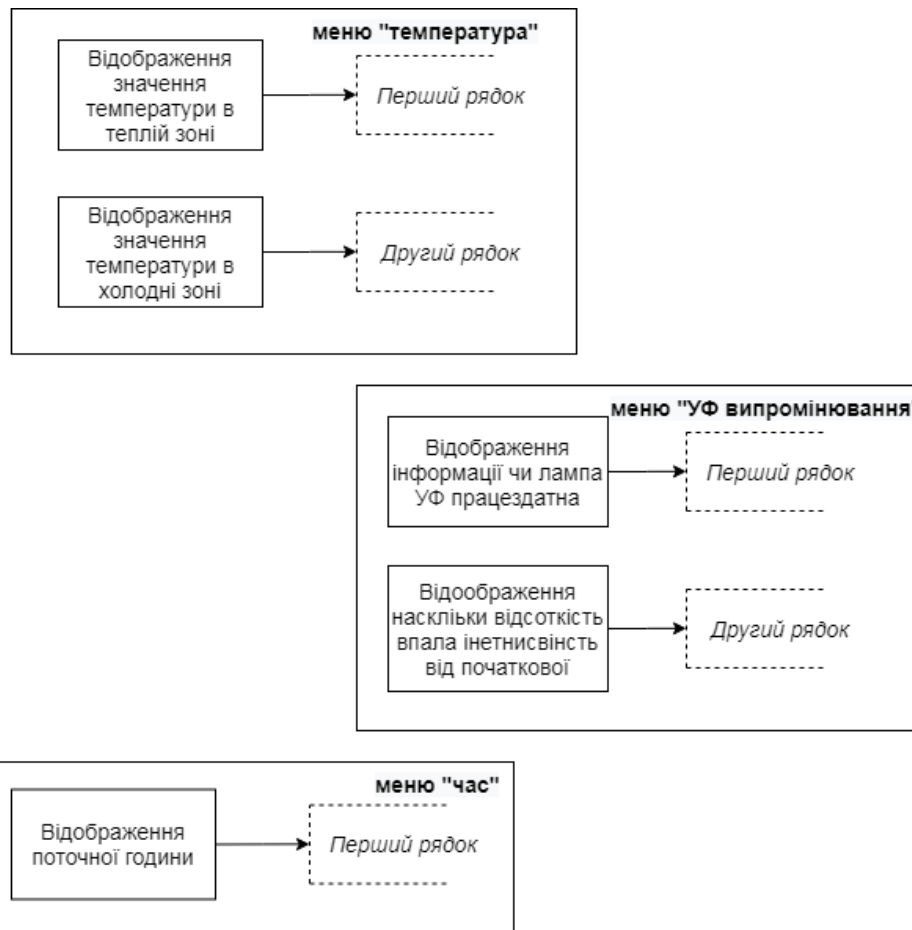 меню "температура"
Відображення
значення
температури в
теплій зоні
Перший рядок
Відображення
значення
температури в
холодні зоні
Другий рядок
меню "УФ випромінювання"
Відображення
інформації чи лампа
УФ працездатна
Перший рядок
Відоображення
наскліьки відсоткість
впала інетнисвінсть
від початкової
Другий рядок
меню "час"
Відображення
поточної години
Перший рядок